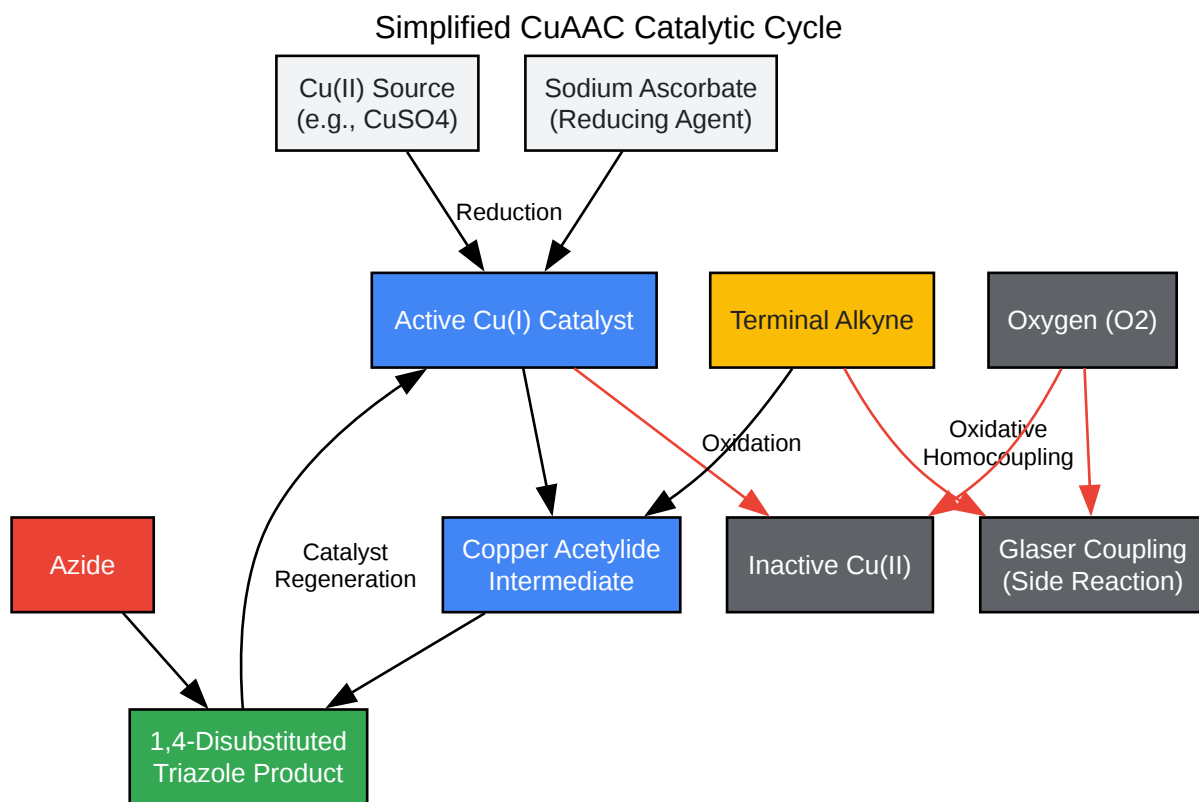 Simplified CuAAC Catalytic Cycle
Cu(II) Source
(e.g., CuSO4)
Sodium Ascorbate
(Reducing Agent)
Reduction
Active Cu(I) Catalyst
Terminal Alkyne
Oxygen (O2)
Oxidation
Oxidative
Homocoupling
Azide
Catalyst
Regeneration
Copper Acetylide
Intermediate
Inactive Cu(II)
Glaser Coupling
(Side Reaction)
1,4-Disubstituted
Triazole Product